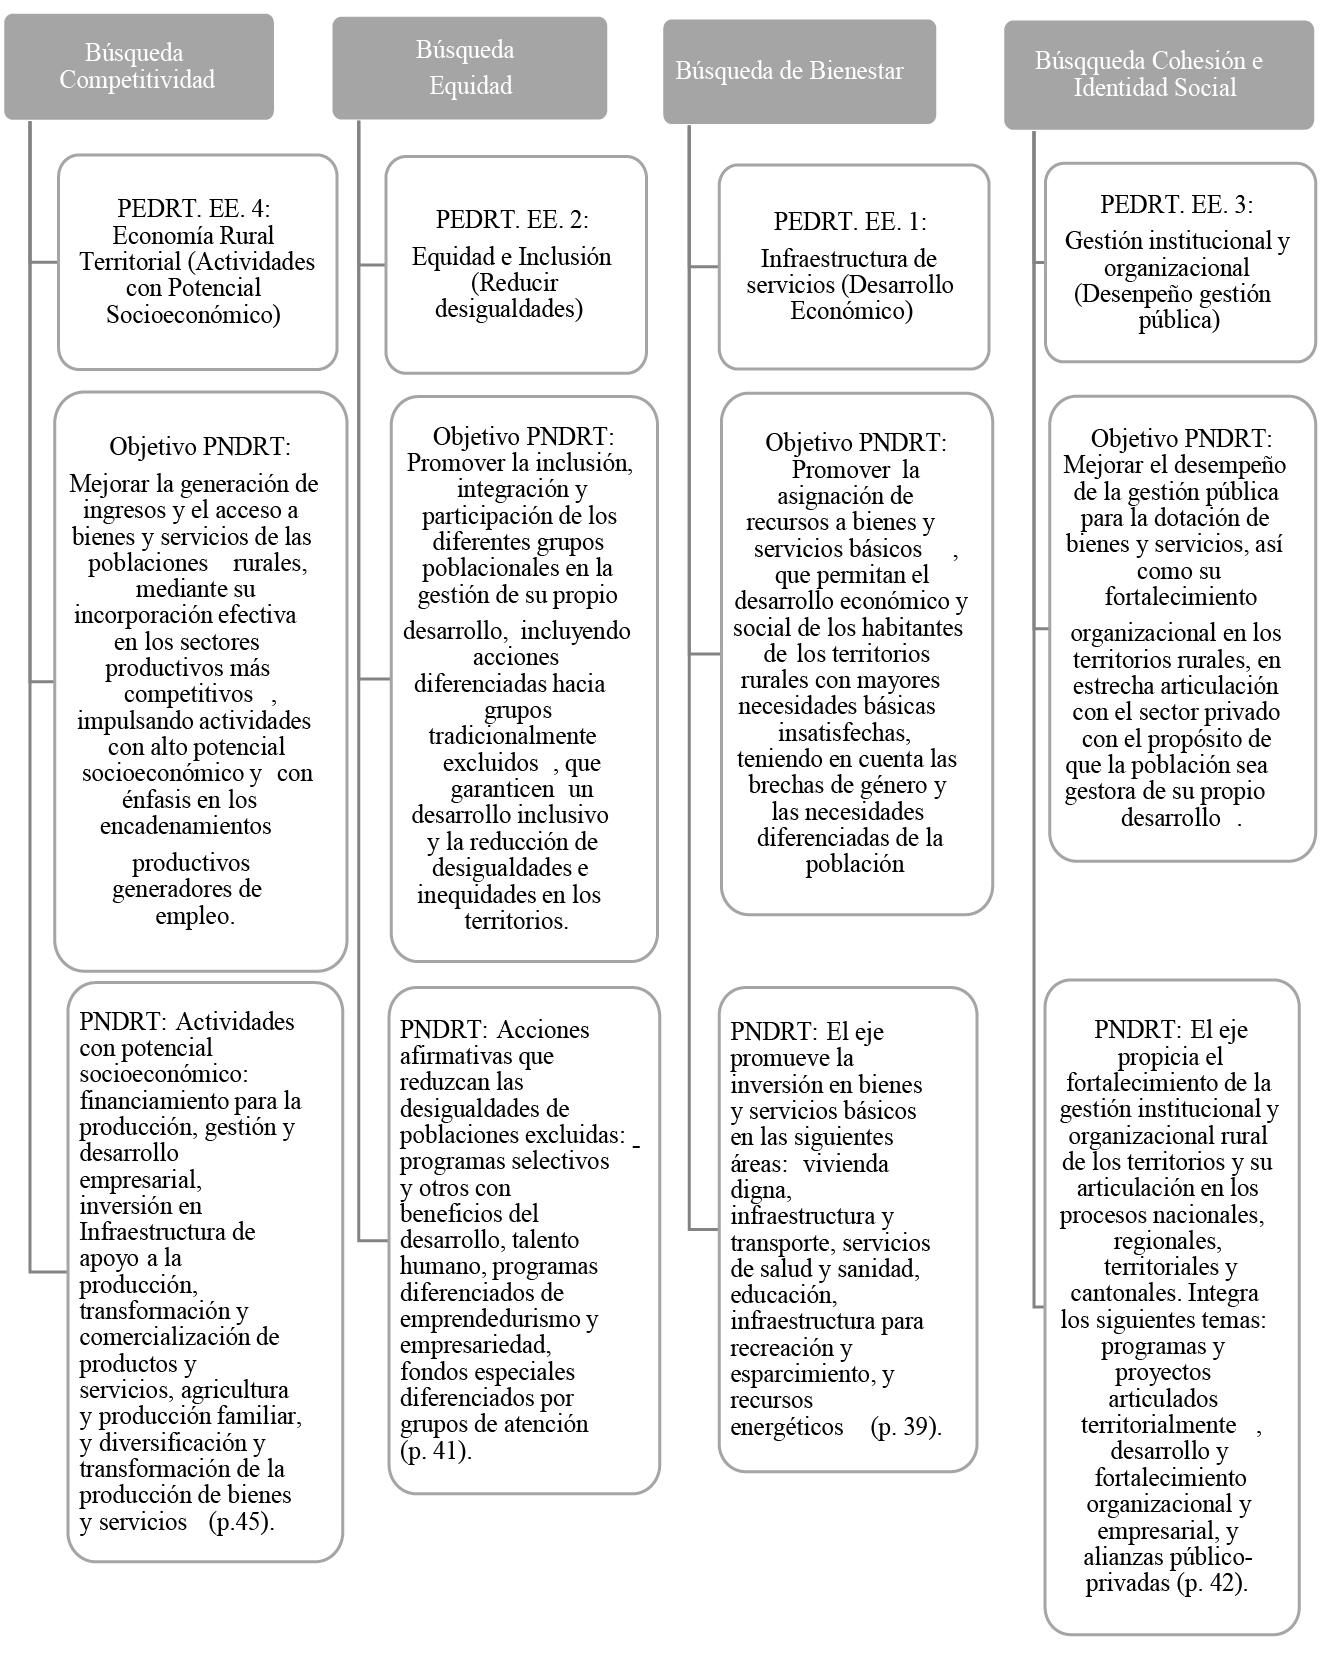 Búsqueda
Competitividad
PEDRT. EE. 4:
Economía Rural
Territorial (Actividades
con Potencial
Socioeconómico)
Objetivo PNDRT:
Mejorar la generación de
ingresos y el acceso a
bienes y servicios de las
poblaciones rurales,
mediante su
incorporación efectiva
en los sectores
productivos más
competitivos ,
impulsando actividades
con alto potencial
socioeconómico y con
énfasis en los
encadenamientos
productivos
generadores de
empleo.
PNDRT: Actividades
con potencial
socioeconómico:
financiamiento para la
producción, gestión y
desarrollo
empresarial,
inversión en
Infraestructura de
apoyo a la
producción,
transformación y
comercialización de
productos y
servicios, agricultura
y producción familiar,
y diversificación y
transformación de la
producción de bienes
y servicios (p.45).
Búsqueda
Equidad
PEDRT. EE. 2:
Equidad e Inclusión
(Reducir
desigualdades)
Objetivo PNDRT:
Promover la inclusión,
integración y
participación de los
diferentes grupos
poblacionales en la
gestión de su propio
desarrollo, incluyendo
acciones
diferenciadas hacia
grupos
tradicionalmente
excluidos , que
garanticen un
desarrollo inclusivo
y la reducción de
desigualdades e
inequidades en los
territorios.
PNDRT: Acciones
afirmativas que
reduzcan las
desigualdades de
poblaciones excluidas: -
programas selectivos
y otros con
beneficios del
desarrollo, talento
humano, programas
diferenciados de
emprendedurismo y
empresariedad,
fondos especiales
diferenciados por
grupos de atención
(p. 41).
Búsqueda de Bienestar
PEDRT. EE. 1:
Infraestructura de
servicios (Desarrollo
Económico)
Objetivo PNDRT:
Promover la
asignación de
recursos a bienes y
servicios básicos ,
que permitan el
desarrollo económico y
social de los habitantes
de los territorios
rurales con mayores
necesidades básicas
insatisfechas,
teniendo en cuenta las
brechas de género y
las necesidades
diferenciadas de la
población
PNDRT: El eje
promueve la
inversión en bienes
y servicios básicos
en las siguientes
áreas: vivienda
digna,
infraestructura y
transporte, servicios
de salud y sanidad,
educación,
infraestructura para
recreación y
esparcimiento, y
recursos
energéticos (p. 39).
Búsqqueda Cohesión e
Identidad Social
PEDRT. EE. 3:
Gestión institucional y
organizacional
(Desenpeño gestión
pública)
Objetivo PNDRT:
Mejorar el desempeño
de la gestión pública
para la dotación de
bienes y servicios, así
como su
fortalecimiento
organizacional en los
territorios rurales, en
estrecha articulación
con el sector privado
con el propósito de
que la población sea
gestora de su propio
desarrollo .
PNDRT: El eje
propicia el
fortalecimiento de la
gestión institucional y
organizacional rural
de los territorios y su
articulación en los
procesos nacionales,
regionales,
territoriales y
cantonales. Integra
los siguientes temas:
programas y
proyectos
articulados
territorialmente ,
desarrollo y
fortalecimiento
organizacional y
empresarial, y
alianzas público-
privadas (p. 42).